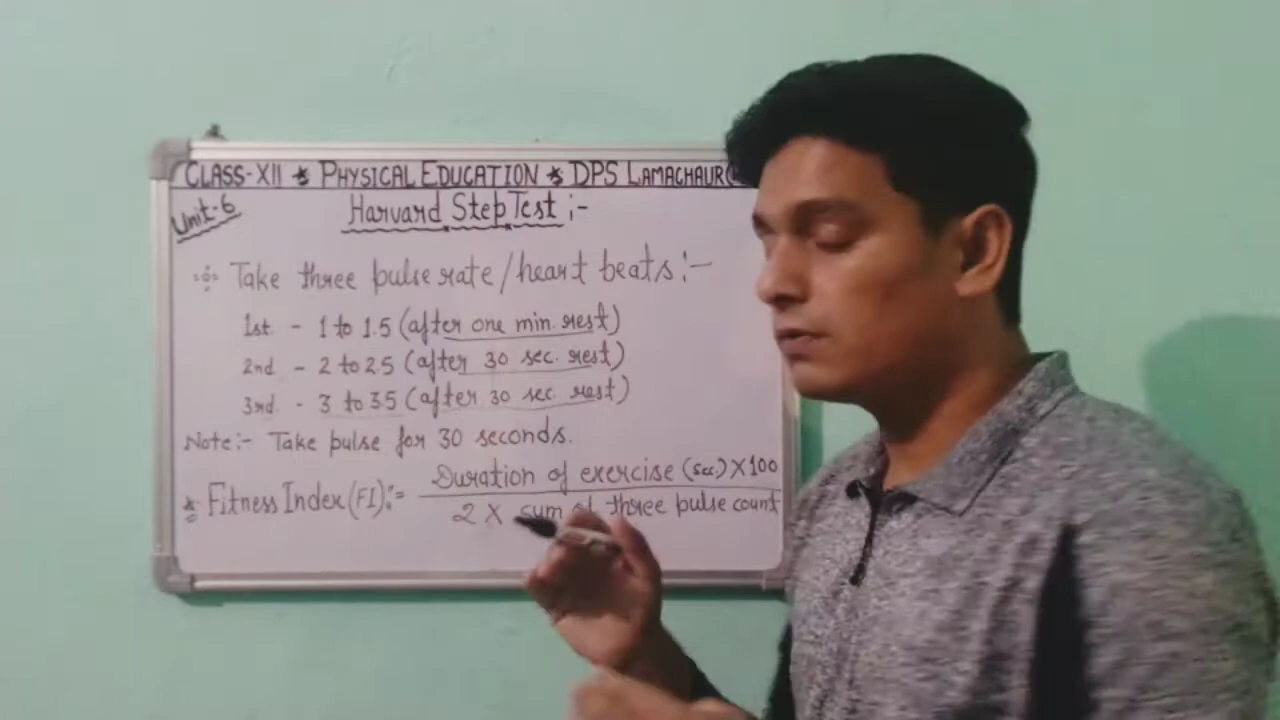 CLASS-XII * PHYSICAL EDUCATION * DPS LAMACHAUR
Unit-6
Harvard Step Test :-
Take three pulse rate/heart beats :-
1st - 1 to 1.5 (after one min. rest)
2nd - 2 to 2.5 (after 30 sec. rest)
3rd. - 3 to 3.5 (after 30 sec. rest)
Note :- Take pulse for 30 seconds.
* Fitness Index (FI) :- = Duration of exercise (sec.) X 100
2 X sum of three pulse count